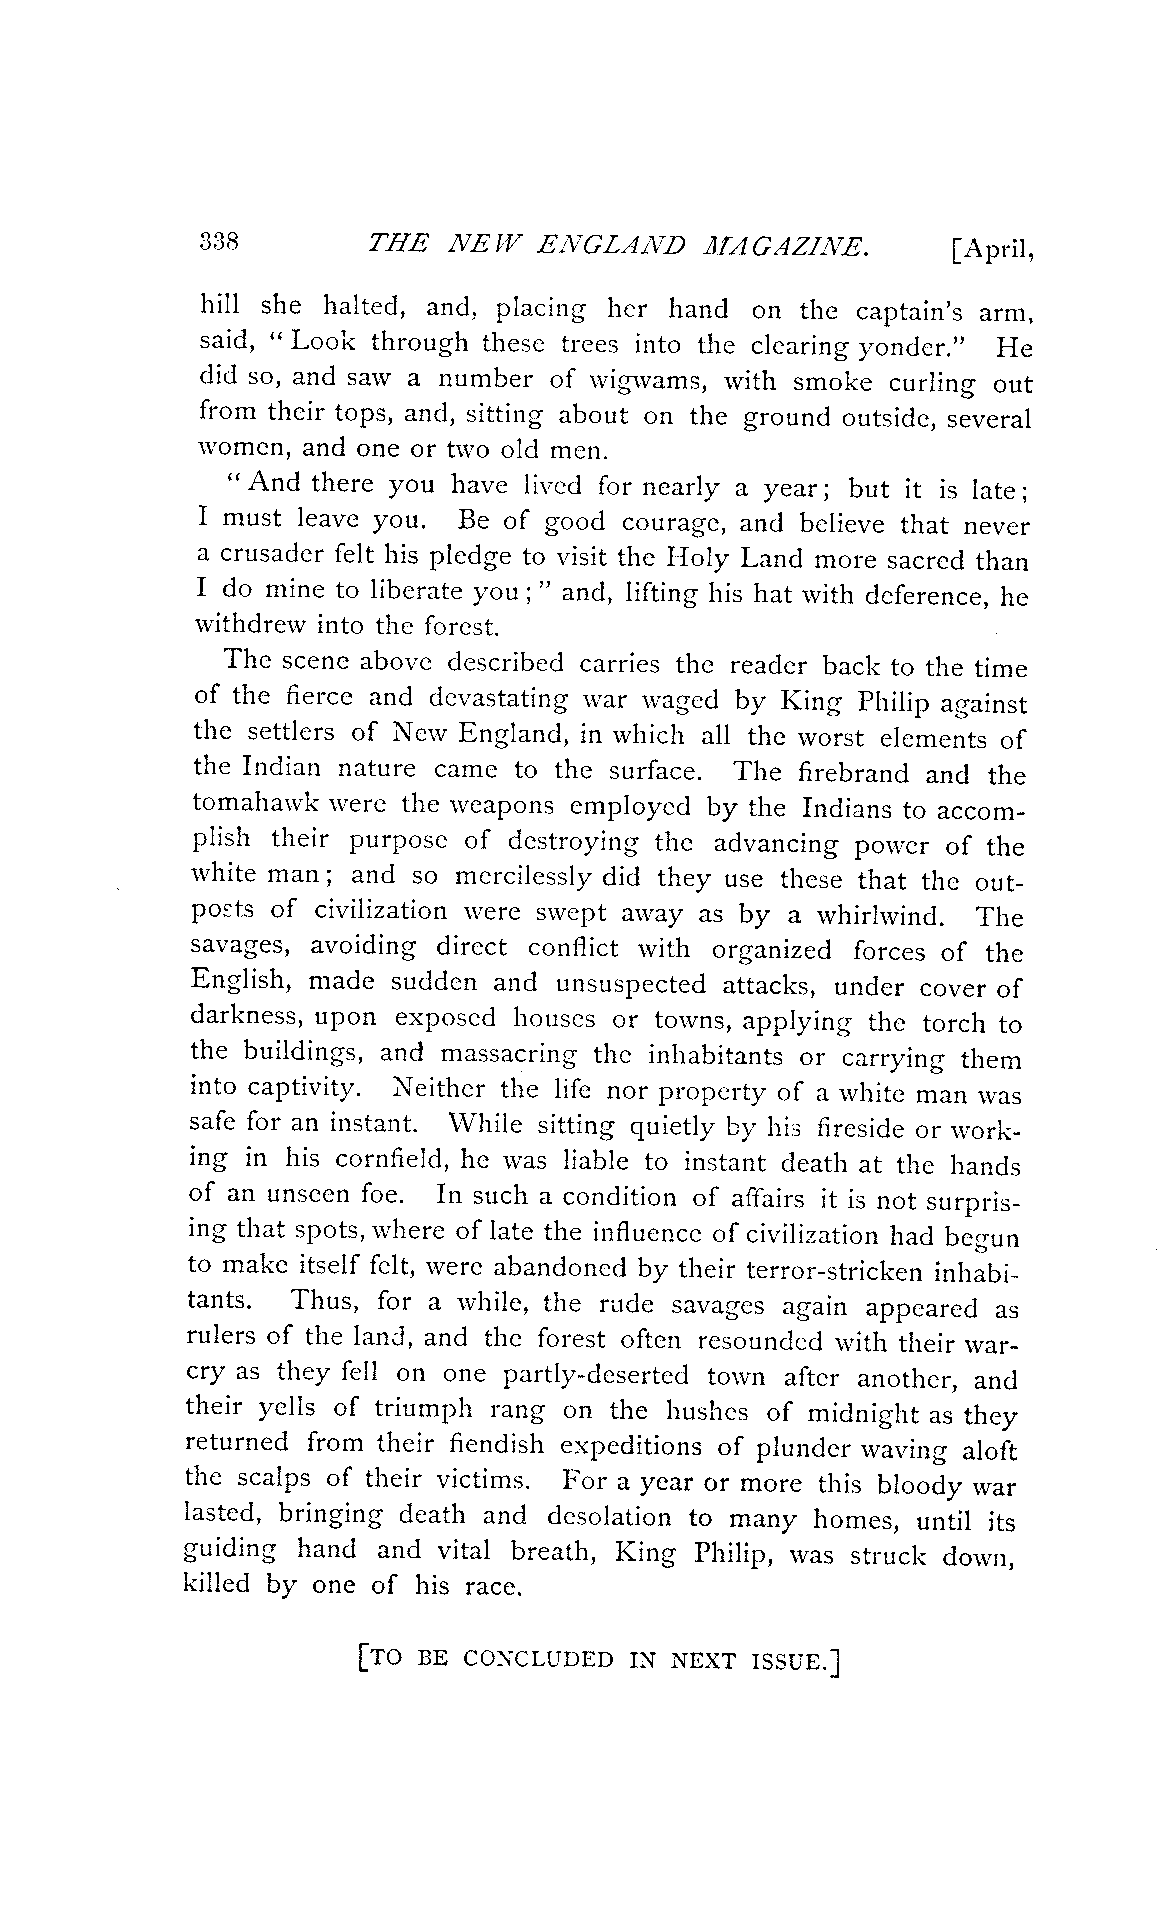 338 THE NEW ENGLAND MAGAZINE. [April,
hill she halted, and, placing her hand on the captain's arm,
said, “Look through these trees into the clearing yonder.” He
did so, and saw a number of wigwams, with smoke curling out
from their tops, and, sitting about on the ground outside, several
women, and one or two old men.
“And there you have lived for nearly a year; but it is late;
I must leave you. Be of good courage, and believe that never
a crusader felt his pledge to visit the Holy Land more sacred than
I do mine to liberate you;” and, lifting his hat with deference, he
withdrew into the forest.
The scene above described carries the reader back to the time
of the fierce and devastating war waged by King Philip against
the settlers of New England, in which all the worst elements of
the Indian nature came to the surface. The firebrand and the
tomahawk were the weapons employed by the Indians to accom-
plish their purpose of destroying the advancing power of the
white man; and so mercilessly did they use these that the out-
posts of civilization were swept away as by a whirlwind. The
savages, avoiding direct conflict with organized forces of the
English, made sudden and unsuspected attacks, under cover of
darkness, upon exposed houses or towns, applying the torch to
the buildings, and massacring the inhabitants or carrying them
into captivity. Neither the life nor property of a white man was
safe for an instant. While sitting quietly by his fireside or work-
ing in his cornfield, he was liable to instant death at the hands
of an unseen foe. In such a condition of affairs it is not surpris-
ing that spots, where of late the influence of civilization had begun
to make itself felt, were abandoned by their terror-stricken inhabi-
tants. Thus, for a while, the rude savages again appeared as
rulers of the land, and the forest often resounded with their war-
cry as they fell on one partly-deserted town after another, and
their yells of triumph rang on the hushes of midnight as they
returned from their fiendish expeditions of plunder waving aloft
the scalps of their victims. For a year or more this bloody war
lasted, bringing death and desolation to many homes, until its
guiding hand and vital breath, King Philip, was struck down,
killed by one of his race.
[TO BE CONCLUDED IN NEXT ISSUE.]